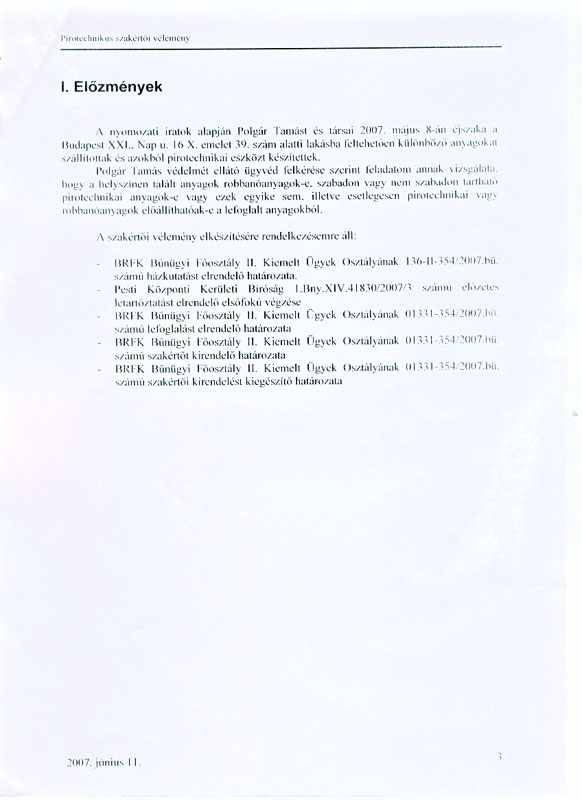 Pirotechnikus szakértői vélemény
I. Előzmények
A nyomozati iratok alapján Polgár Tamást és társai 2007. május 8-án éjszaka a
Budapest XXI., Nap u. 16 X. emelet 39. szám alatti lakásba feltehetően különböző anyagokat
szállítottak és azokból pirotechnikai eszközt készítettek.
Polgár Tamás védelmét ellátó ügyvéd felkérése szerint feladatom annak vizsgálata,
hogy a helyszínen talált anyagok robbanóanyagok-e, szabadon vagy nem szabadon tartható
pirotechnikai anyagok-e vagy ezek egyike sem, illetve esetlegesen pirotechnikai vagy
robbanóanyagok előállíthatóak-e a lefoglalt anyagokból.
A szakértői vélemény elkészítésére rendelkezésemre áll:
- BRFK Bűnügyi Főosztály II. Kiemelt Ügyek Osztályának 136-II-354/2007.bü.
számú házkutatást elrendelő határozata.
- Pesti Központi Kerületi Bíróság 1.Bny.XIV.41830/2007/3 számú előzetes
letartóztatást elrendelő elsőfokú végzése
- BRFK Bűnügyi Főosztály II. Kiemelt Ügyek Osztályának 01331-354/2007.bü.
számú lefoglalást elrendelő határozata
- BRFK Bűnügyi Főosztály II. Kiemelt Ügyek Osztályának 01331-354/2007.bü.
számú szakértőt kirendelő határozata
- BRFK Bűnügyi Főosztály II. Kiemelt Ügyek Osztályának 01331-354/2007.bü.
számú szakértői kirendelést kiegészítő határozata
2007. június 11.
3